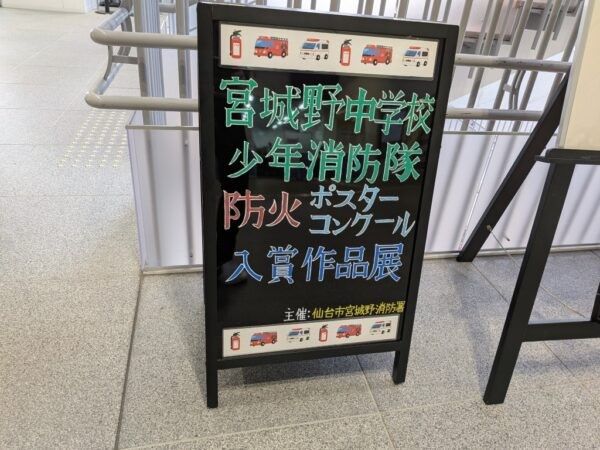 宮城野中学校
少年消防隊
防火 ポスター
コンクール
入賞作品展
主催:仙台市宮城野消防署